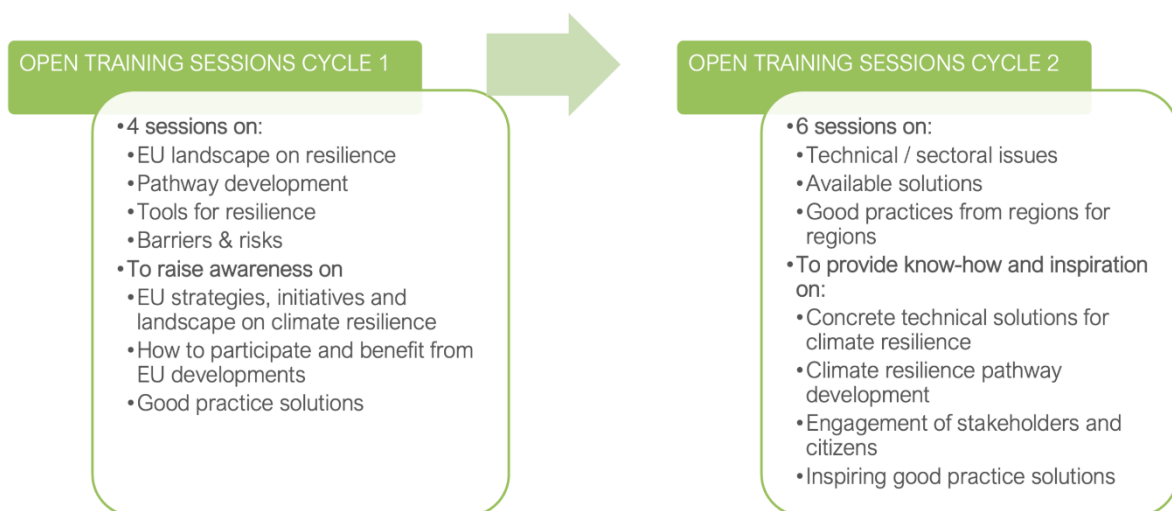 OPEN TRAINING SESSIONS CYCLE 1
•4 sessions on:
•EU landscape on resilience
•Pathway development
•Tools for resilience
•Barriers & risks
•To raise awareness on
•EU strategies, initiatives and
landscape on climate resilience
•How to participate and benefit from
EU developments
•Good practice solutions
OPEN TRAINING SESSIONS CYCLE 2
•6 sessions on:
•Technical / sectoral issues
•Available solutions
•Good practices from regions for
regions
•To provide know-how and inspiration
on:
•Concrete technical solutions for
climate resilience
•Climate resilience pathway
development
•Engagement of stakeholders and
citizens
•Inspiring good practice solutions